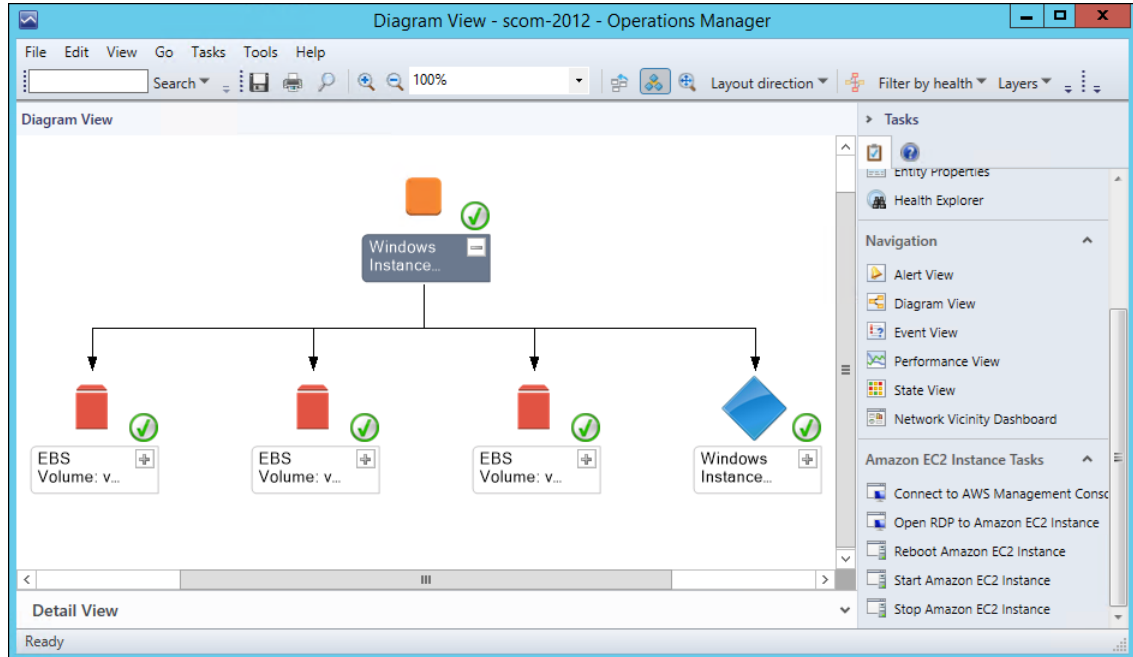 Diagram View - scom-2012 - Operations Manager
File Edit View Go Tasks Tools Help
Search 100% Layout direction Filter by health Layers
Diagram View
Tasks
Entity Properties
Health Explorer
Navigation
Alert View
Diagram View
Event View
Performance View
State View
Network Vicinity Dashboard
Amazon EC2 Instance Tasks
Connect to AWS Management Consc
Open RDP to Amazon EC2 Instance
Reboot Amazon EC2 Instance
Start Amazon EC2 Instance
Stop Amazon EC2 Instance
Windows
Instance...
EBS
Volume: v...
EBS
Volume: v...
EBS
Volume: v...
Windows
Instance...
Detail View
Ready